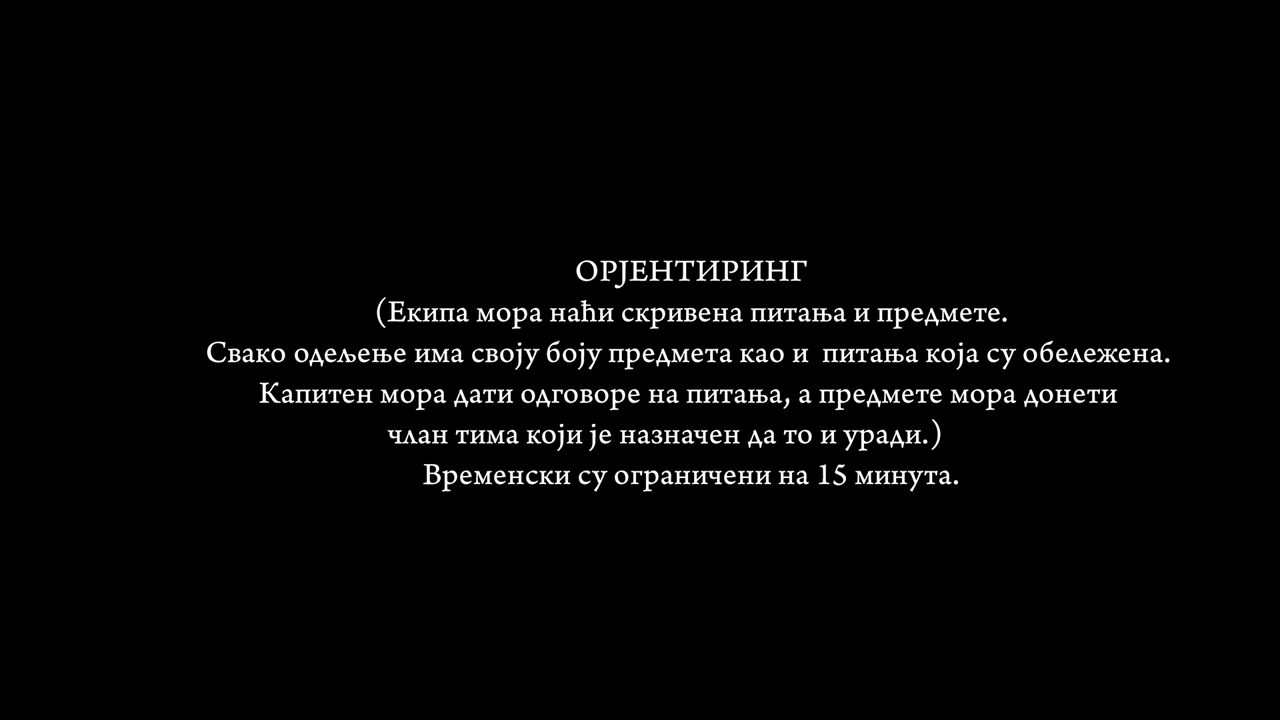 ОРЈЕНТИРИНГ
(Екипа мора наћи скривена питања и предмете.
Свако одељење има своју боју предмета као и питања која су обележена.
Капитен мора дати одговоре на питања, а предмете мора донети
члан тима који је назначен да то и уради.)
Временски су ограничени на 15 минута.